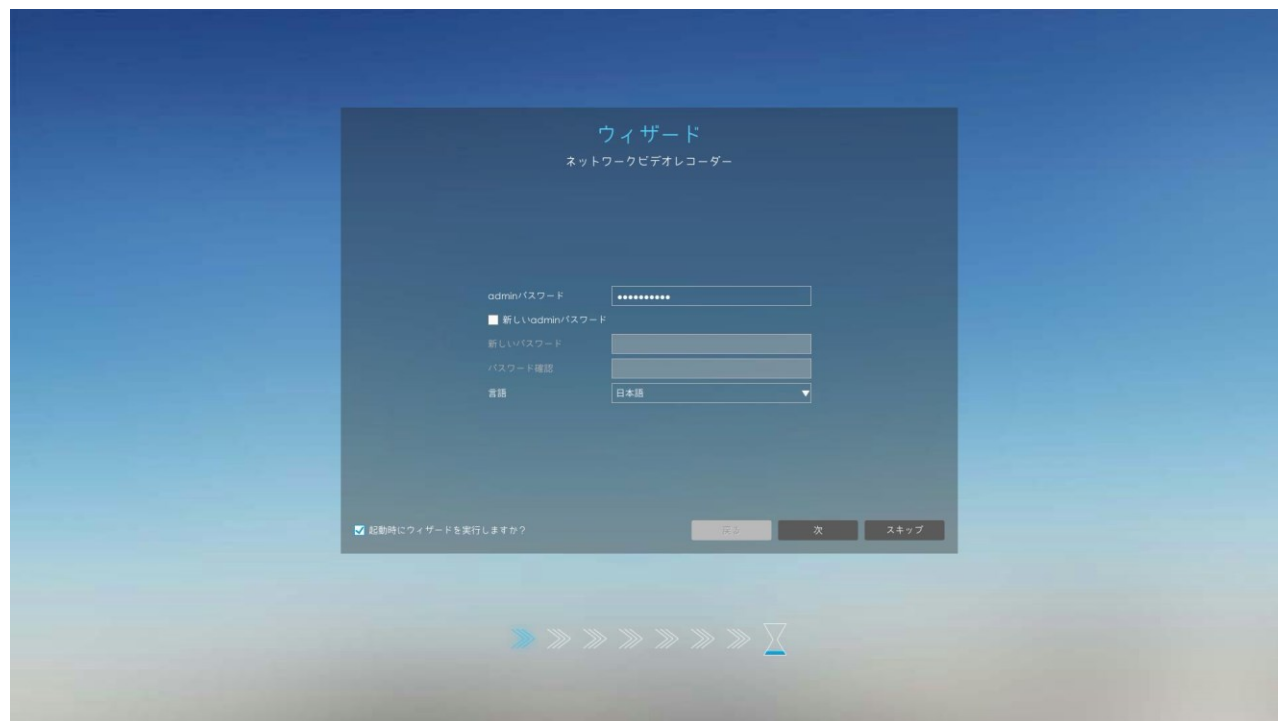 ウィザード
ネットワークビデオレコーダー
adminパスワード ••••••••••
新しいadminパスワード
新しいパスワード
パスワード確認
言語 日本語
起動時にウィザードを実行しますか? 戻る 次 スキップ